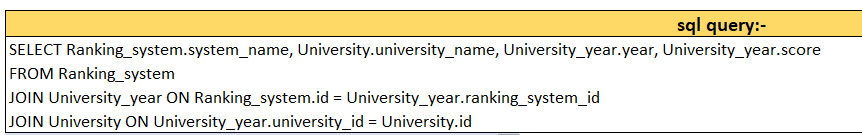 sql query:-
SELECT Ranking_system.system_name, University.university_name, University_year.year, University_year.score
FROM Ranking_system
JOIN University_year ON Ranking_system.id = University_year.ranking_system_id
JOIN University ON University_year.university_id = University.id